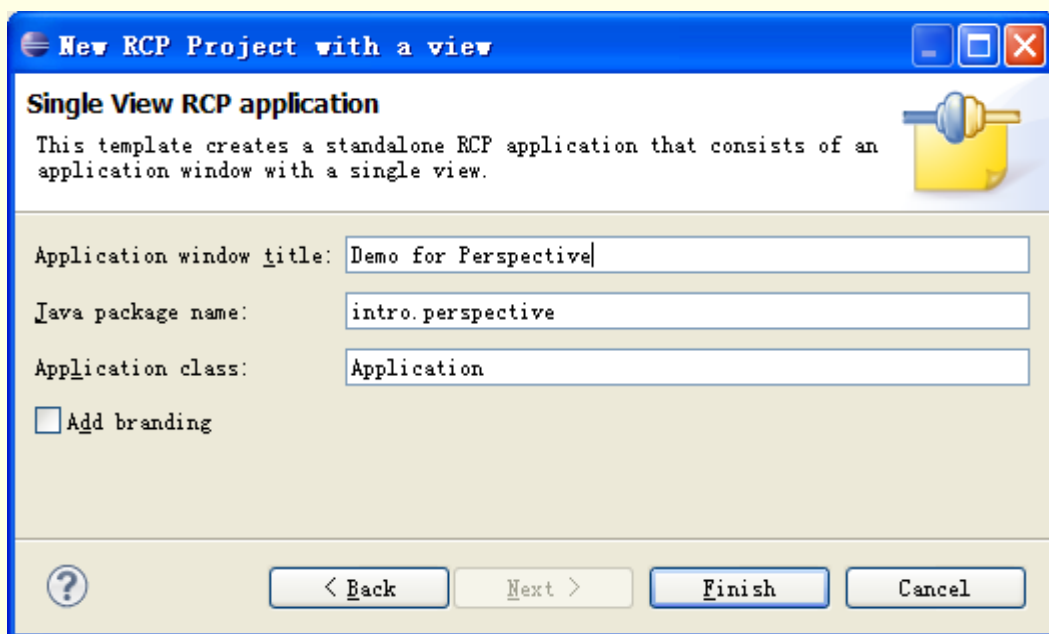 New RCP Project with a view
Single View RCP application
This template creates a standalone RCP application that consists of an
application window with a single view.
Application window title: Demo for Perspective
Java package name: intro.perspective
Application class: Application
Add branding
?
< Back Next > Finish Cancel